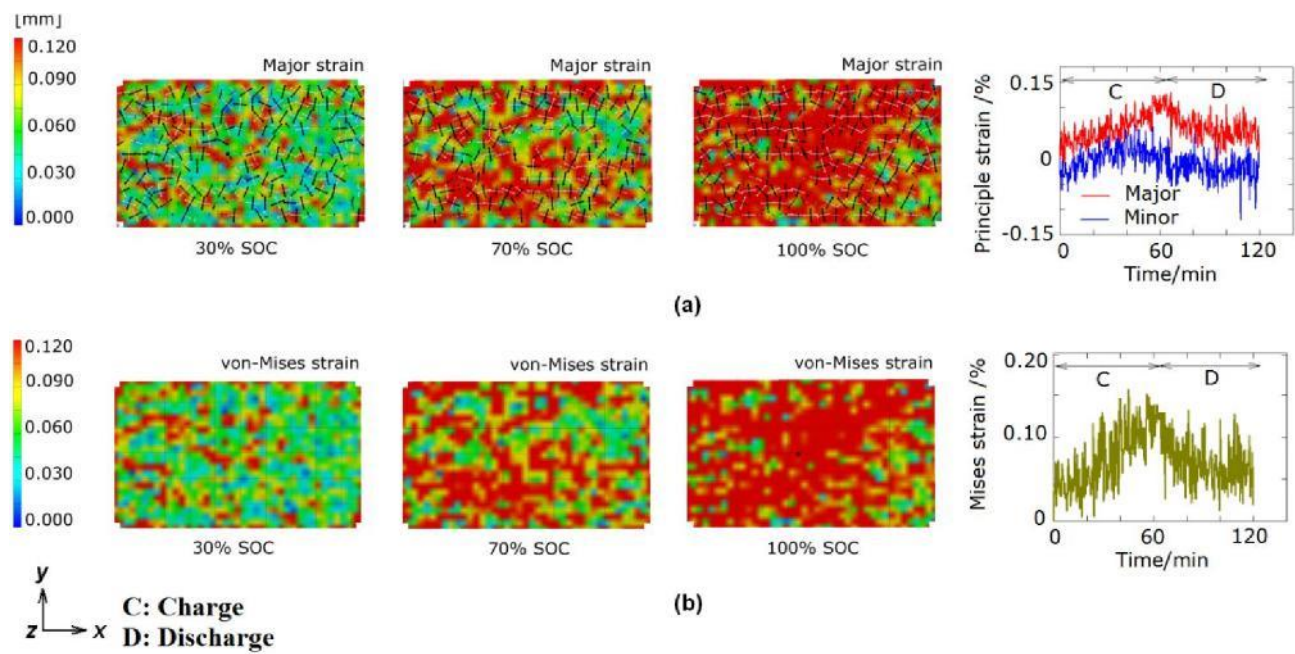 [mm]
0.120
0.090
0.060
0.030
0.000
Major strain
30% SOC
Major strain
70% SOC
Major strain
100% SOC
Principle strain /%
0.15
0
-0.15
C
D
Major
Minor
0
60
120
Time/min
(a)
0.120
0.090
0.060
0.030
0.000
von-Mises strain
30% SOC
von-Mises strain
70% SOC
von-Mises strain
100% SOC
Mises strain /%
0.20
0.10
0
C
D
0
60
120
Time/min
(b)
y
z
x
C: Charge
D: Discharge